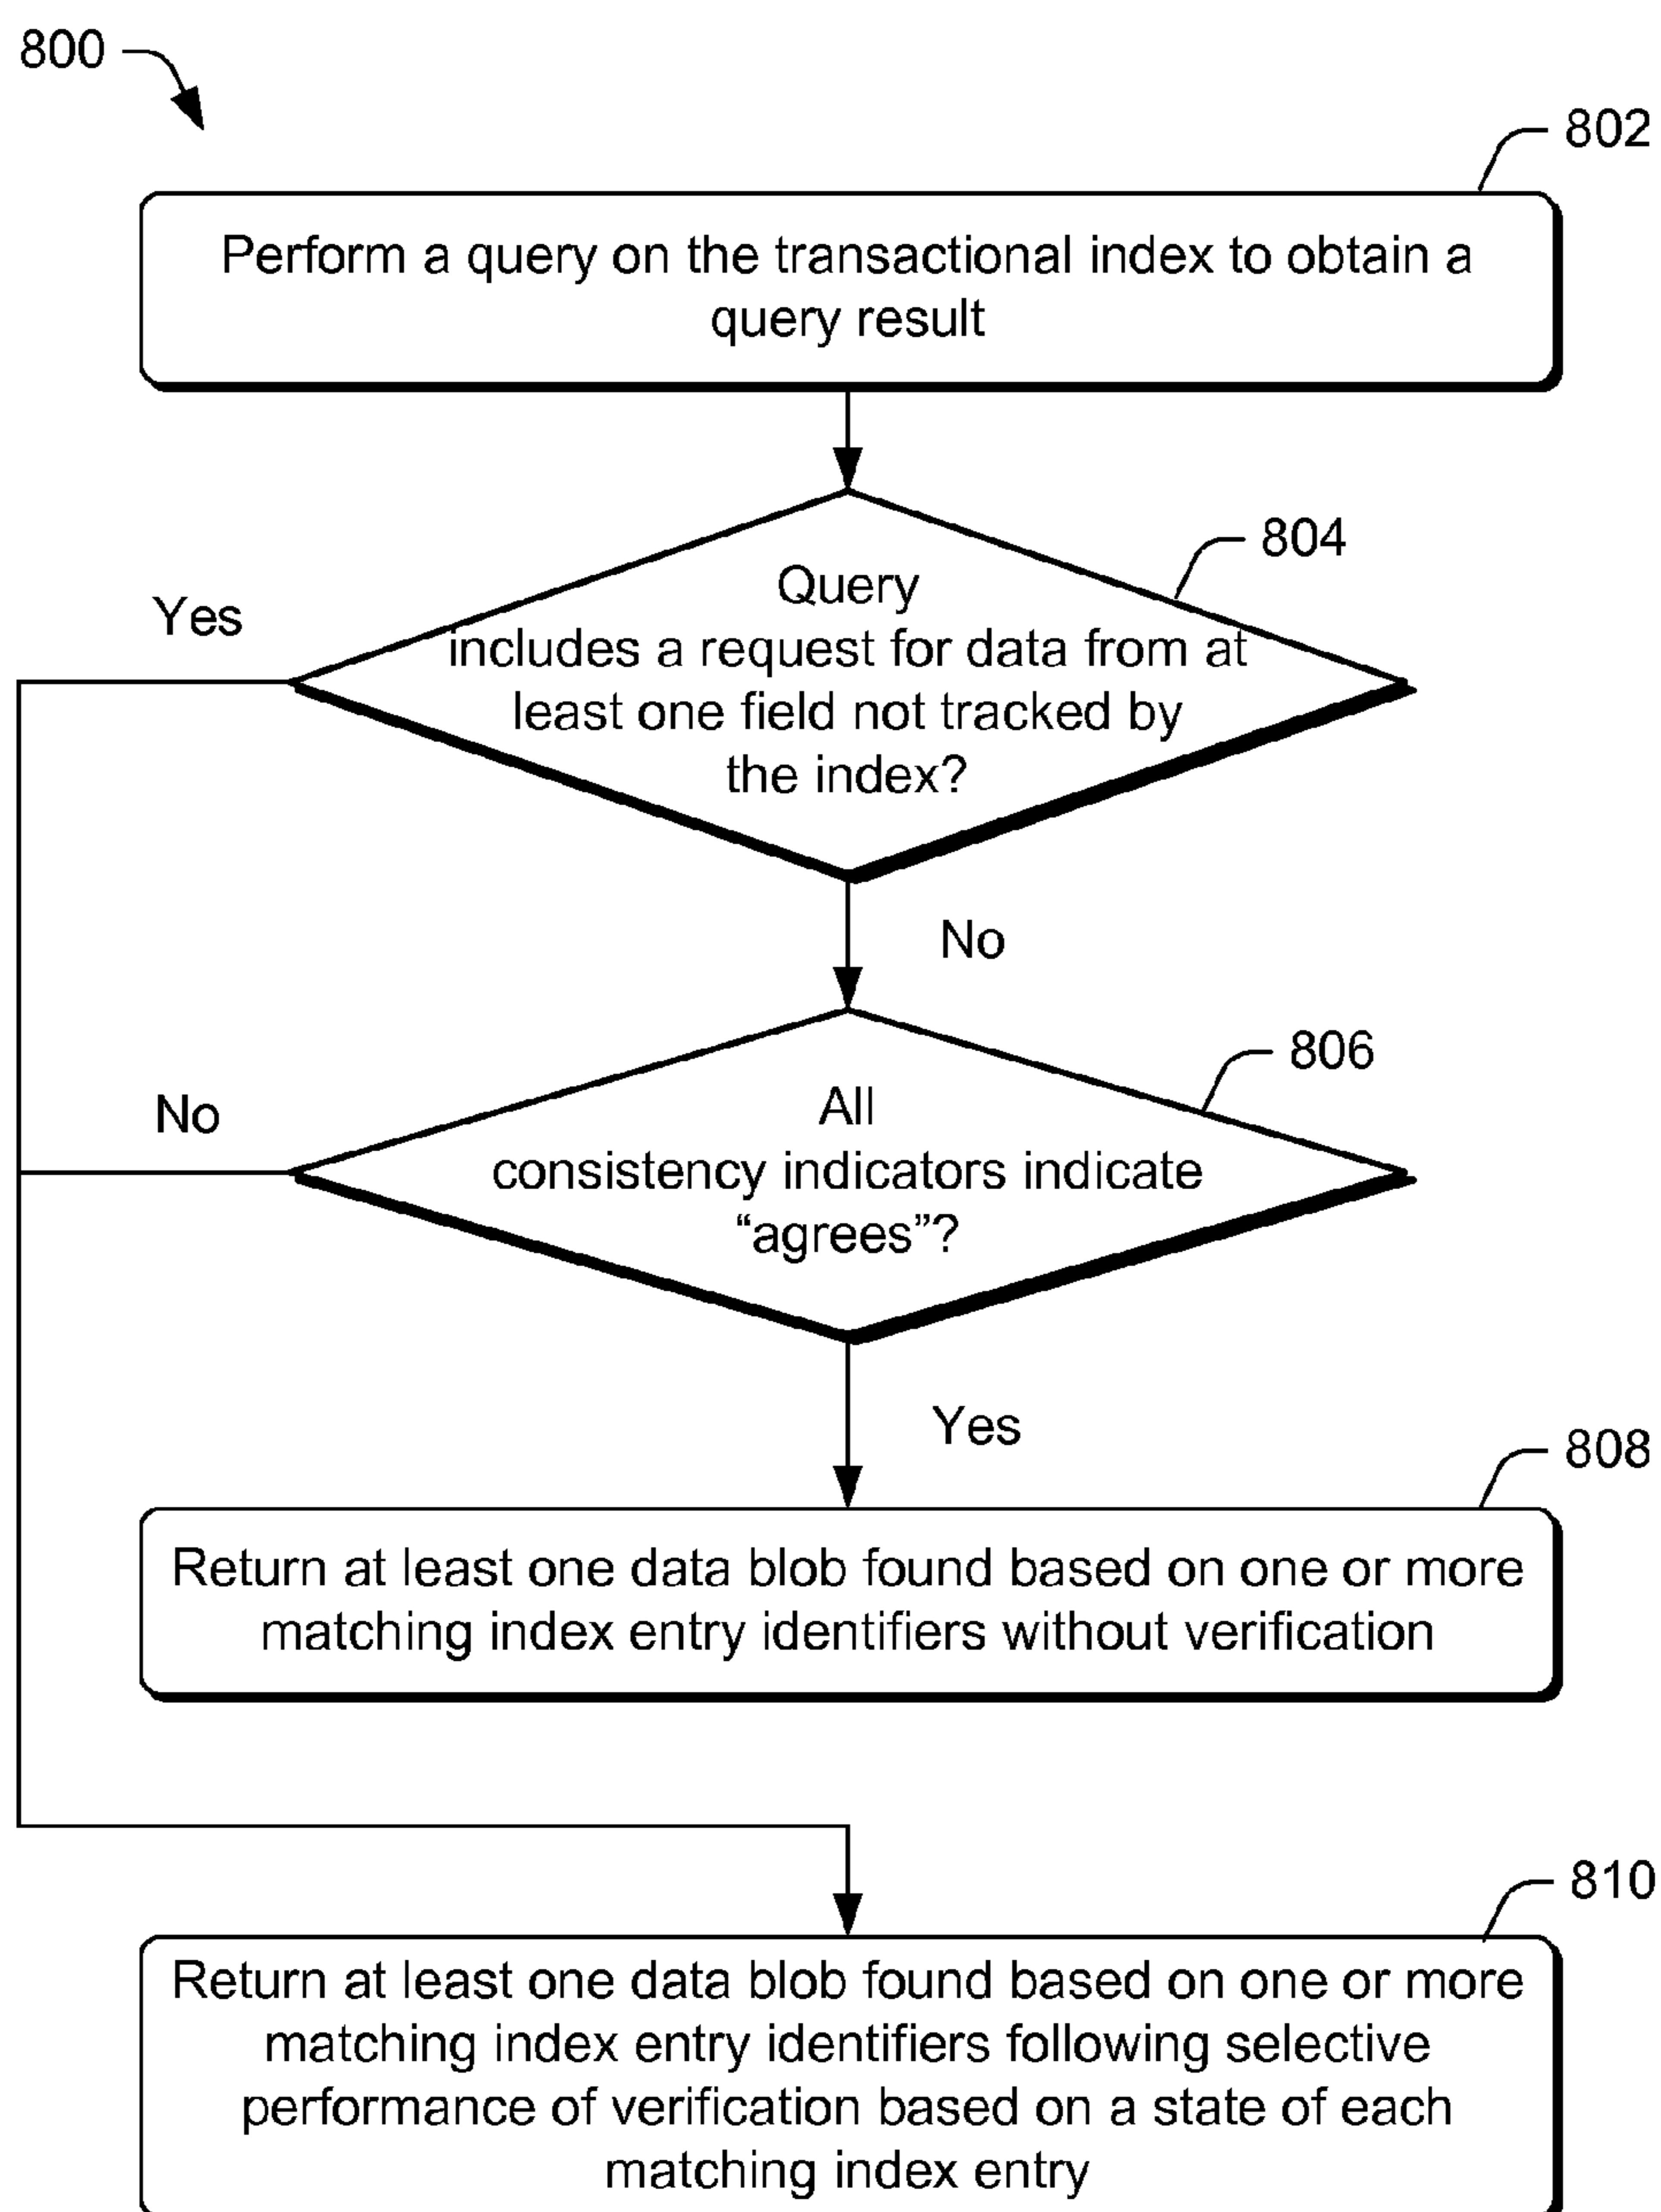 800
802
Perform a query on the transactional index to obtain a
query result
804
Query
includes a request for data from at
least one field not tracked by
the index?
Yes
No
806
All
consistency indicators indicate
“agrees”?
No
Yes
808
Return at least one data blob found based on one or more
matching index entry identifiers without verification
810
Return at least one data blob found based on one or more
matching index entry identifiers following selective
performance of verification based on a state of each
matching index entry